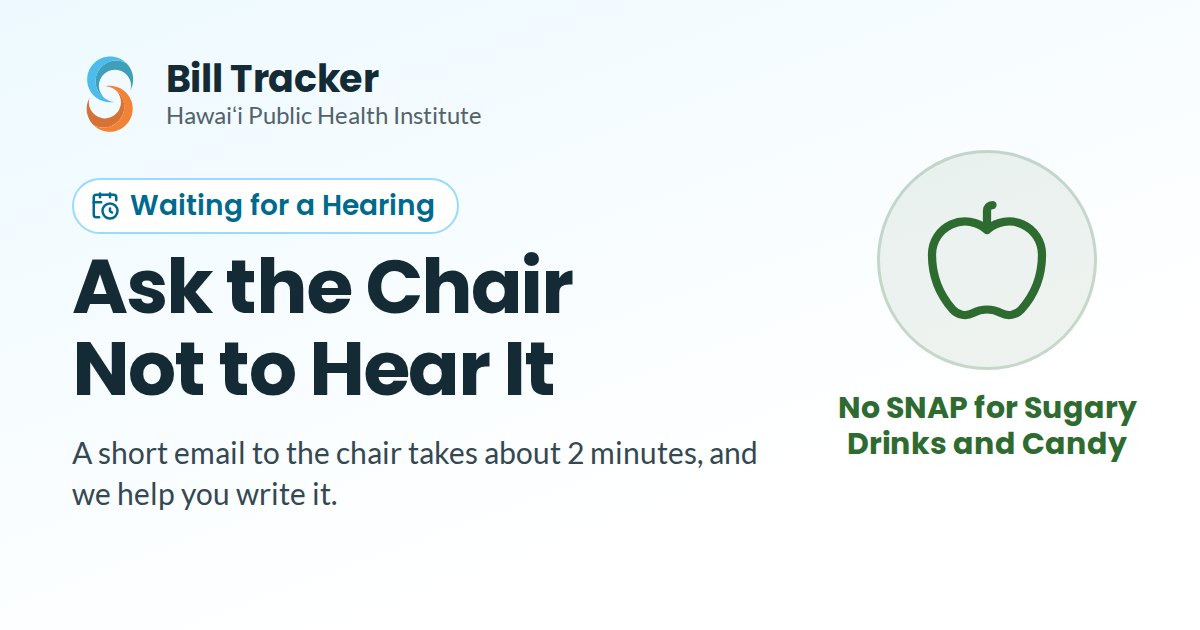 Bill Tracker
Hawaiʻi Public Health Institute
Waiting for a Hearing
Ask the Chair
Not to Hear It
A short email to the chair takes about 2 minutes, and
we help you write it.
No SNAP for Sugary
Drinks and Candy